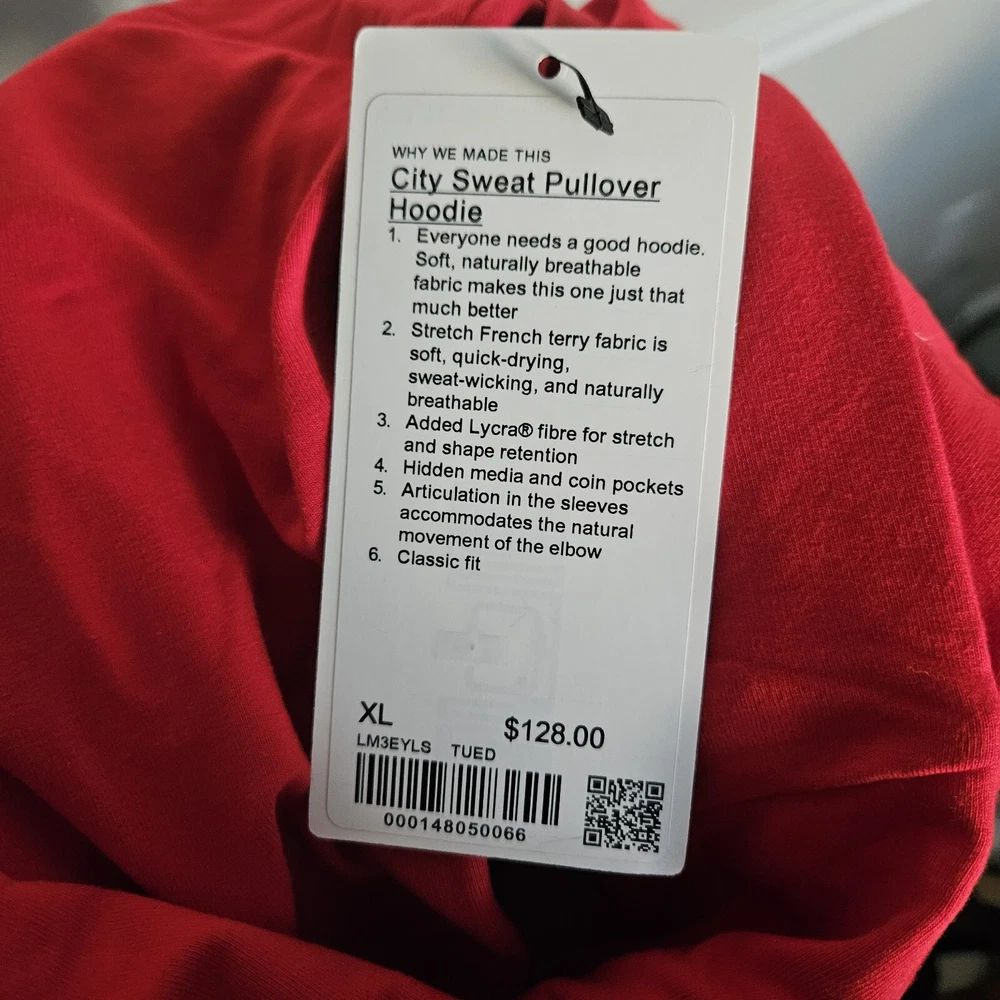 WHY WE MADE THIS
City Sweat Pullover
Hoodie
1. Everyone needs a good hoodie.
Soft, naturally breathable
fabric makes this one just that
much better
2. Stretch French terry fabric is
soft, quick-drying,
sweat-wicking, and naturally
breathable
3. Added Lycra® fibre for stretch
and shape retention
4. Hidden media and coin pockets
5. Articulation in the sleeves
accommodates the natural
movement of the elbow
6. Classic fit
XL $128.00
LM3EYLS TUED
000148050066